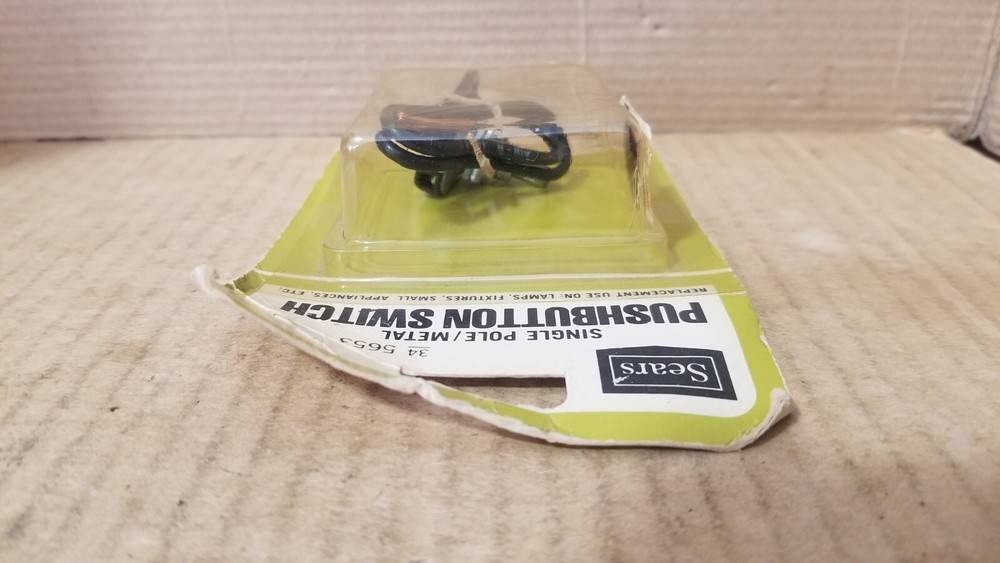 Sears
34 5653
SINGLE POLE/METAL
PUSHBUTTON SWITCH
REPLACEMENT USE ON: LAMPS, FIXTURES, SMALL APPLIANCES, ETC.